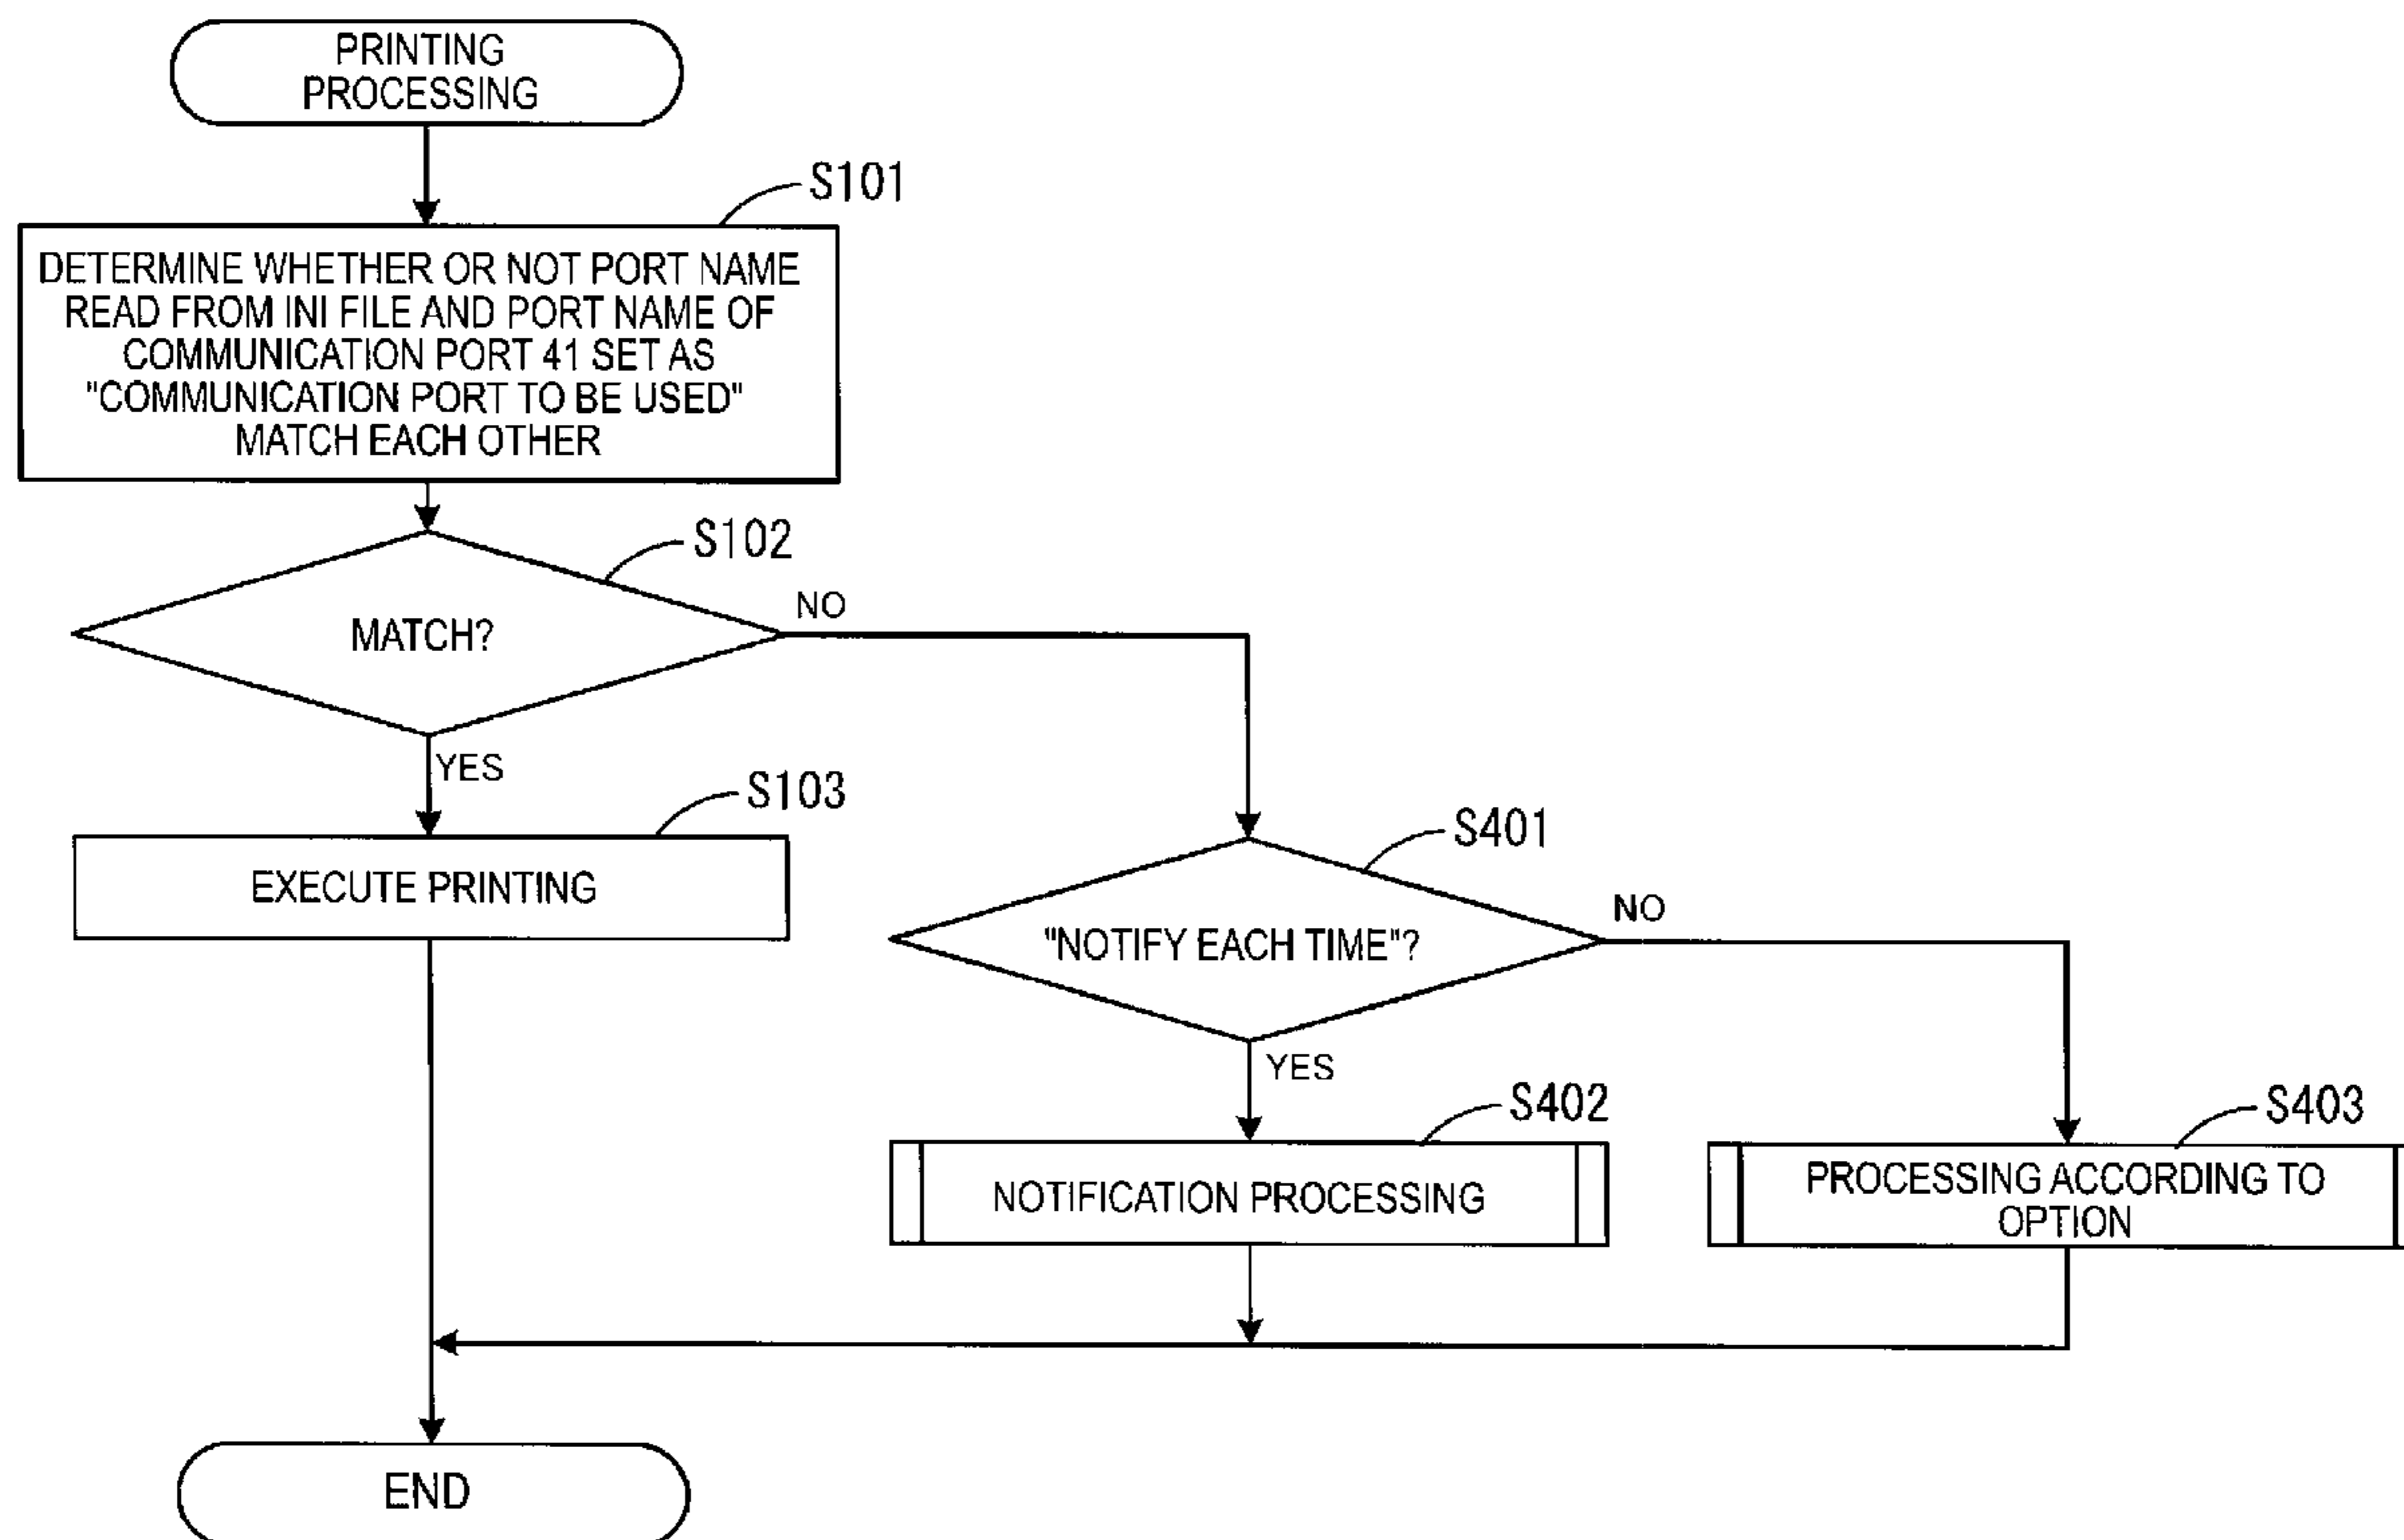 PRINTING
PROCESSING
S101
DETERMINE WHETHER OR NOT PORT NAME
READ FROM INI FILE AND PORT NAME OF
COMMUNICATION PORT 41 SET AS
"COMMUNICATION PORT TO BE USED"
MATCH EACH OTHER
S102
MATCH?
NO
YES
S103
EXECUTE PRINTING
S401
"NOTIFY EACH TIME"?
NO
YES
S402
NOTIFICATION PROCESSING
S403
PROCESSING ACCORDING TO
OPTION
END